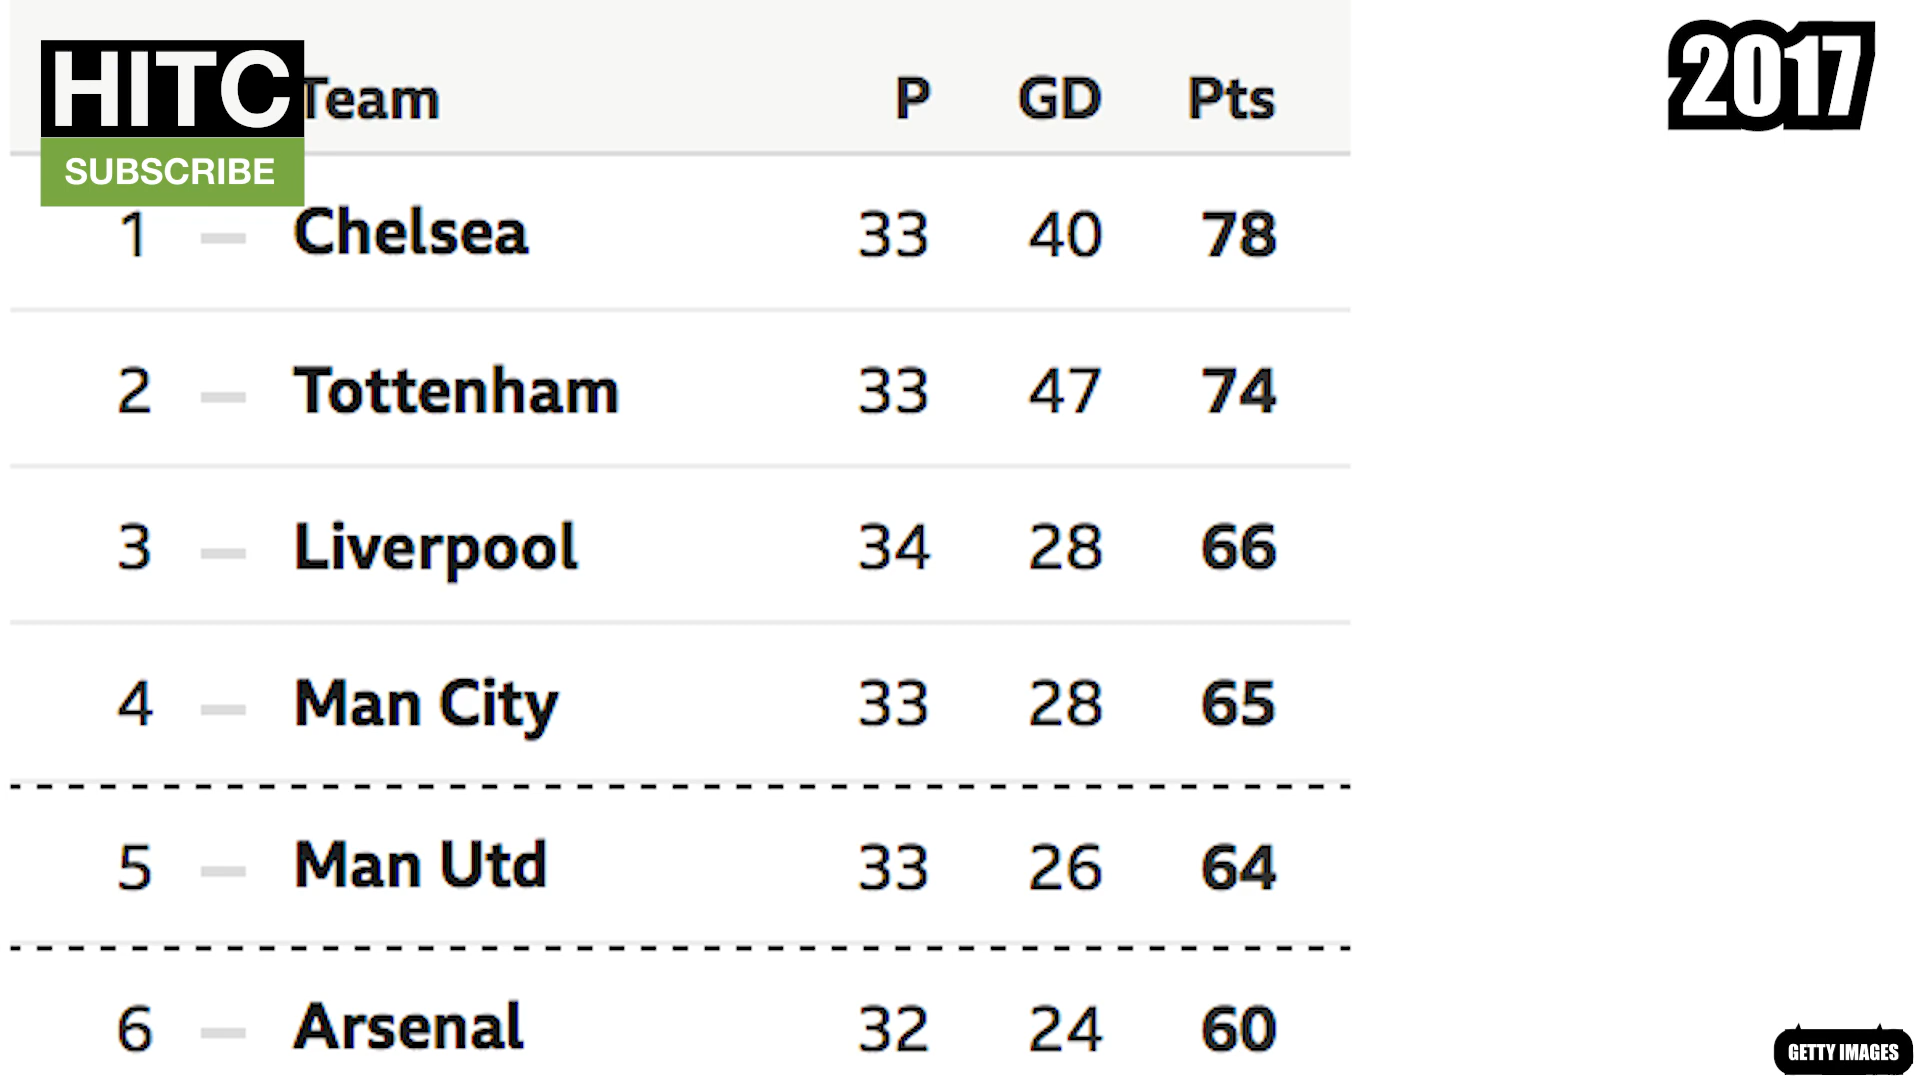 HITC
SUBSCRIBE
2017
Team P GD Pts
1 Chelsea 33 40 78
2 Tottenham 33 47 74
3 Liverpool 34 28 66
4 Man City 33 28 65
5 Man Utd 33 26 64
6 Arsenal 32 24 60
GETTY IMAGES